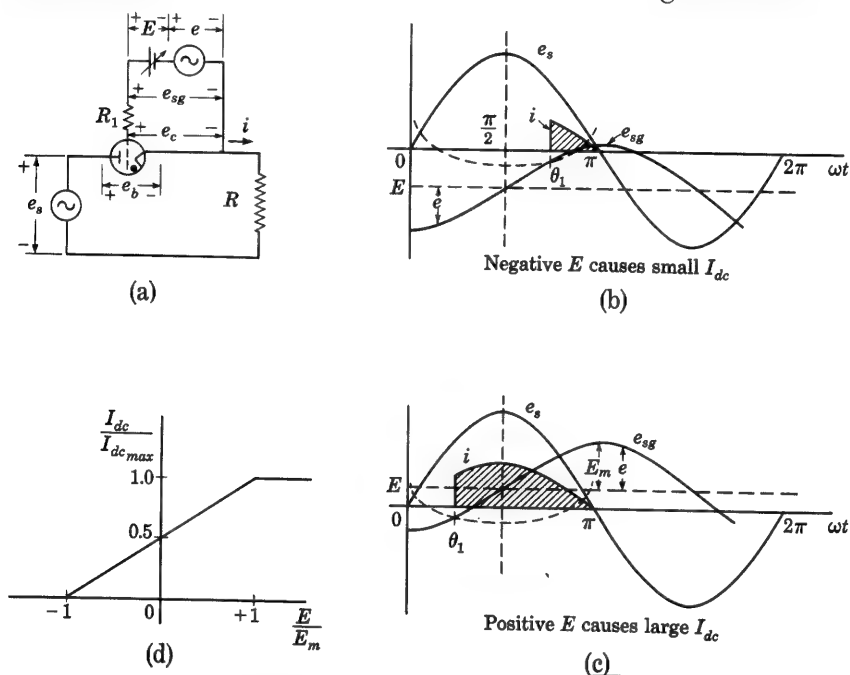 + − + −
E e
e_sg
+ −
R_1
+ −
e_c
i
+
e_s
−
e_b
+ −
R
(a)
e_s
π/2
i
e_sg
0
θ_1
π
2π
ωt
E
e
Negative E causes small I_dc
(b)
I_dc / I_dc_max
1.0
0.5
−1
0
+1
E / E_m
(d)
e_s
e_sg
i
E_m
e
E
0
θ_1
π
2π
ωt
Positive E causes large I_dc
(c)